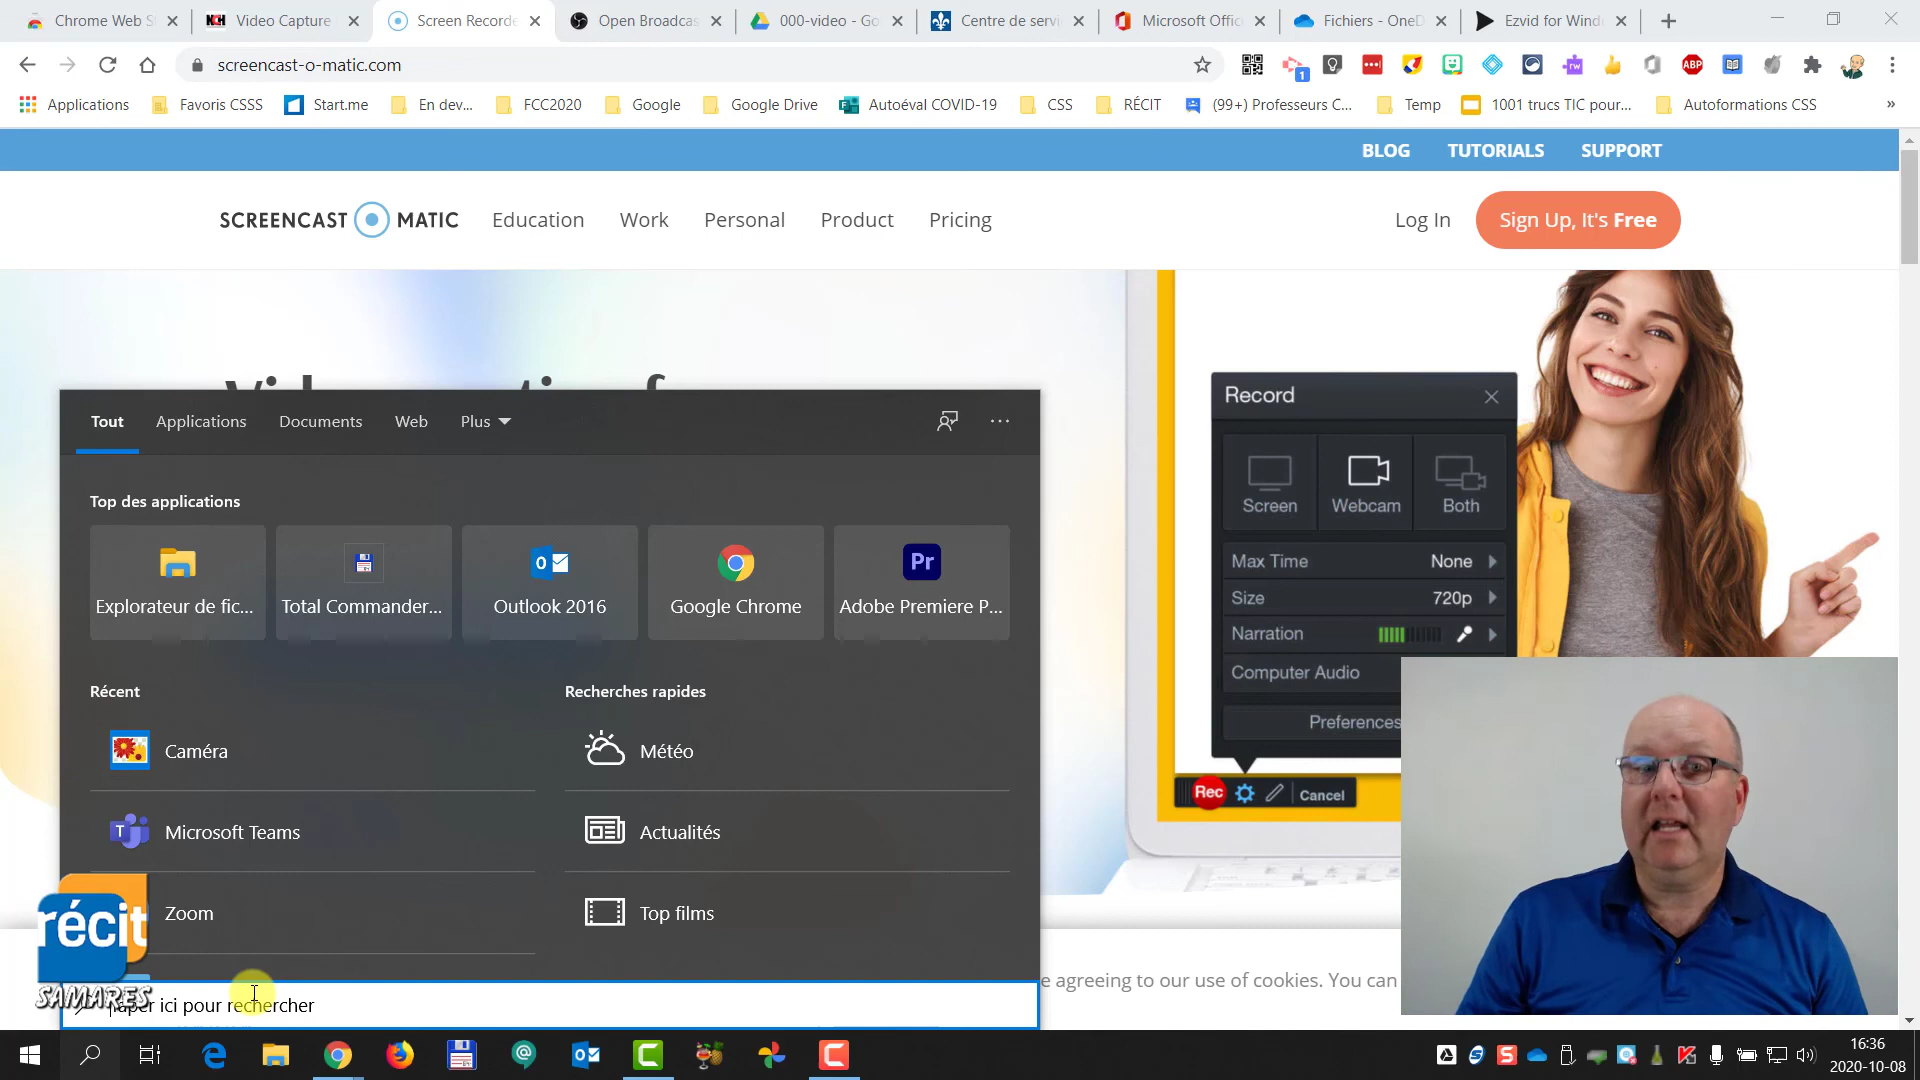 Chrome Web S
Video Capture
Screen Recorde
Open Broadcas
000-video - Go
Centre de servi
Microsoft Offic
Fichiers - OneD
Ezvid for Wind
screencast-o-matic.com
1
ABP
rw
Applications
Favoris CSSS
Start.me
En dev...
FCC2020
Google
Google Drive
Autoéval COVID-19
CSS
RÉCIT
(99+) Professeurs C...
Temp
1001 trucs TIC pour...
Autoformations CSS
»
BLOG
TUTORIALS
SUPPORT
SCREENCAST O MATIC
Education
Work
Personal
Product
Pricing
Log In
Sign Up, It's Free
Tout
Applications
Documents
Web
Plus
Top des applications
Explorateur de fic...
Total Commander...
Outlook 2016
Google Chrome
Pr
Adobe Premiere P...
Récent
Recherches rapides
Caméra
Météo
Microsoft Teams
Actualités
Zoom
Top films
Record
Screen
Webcam
Both
Max Time None
Size 720p
Narration
Computer Audio
Preferences
Rec
Cancel
récit
SAMARES
e agreeing to our use of cookies. You can
aper ici pour rechercher
16:36
2020-10-08